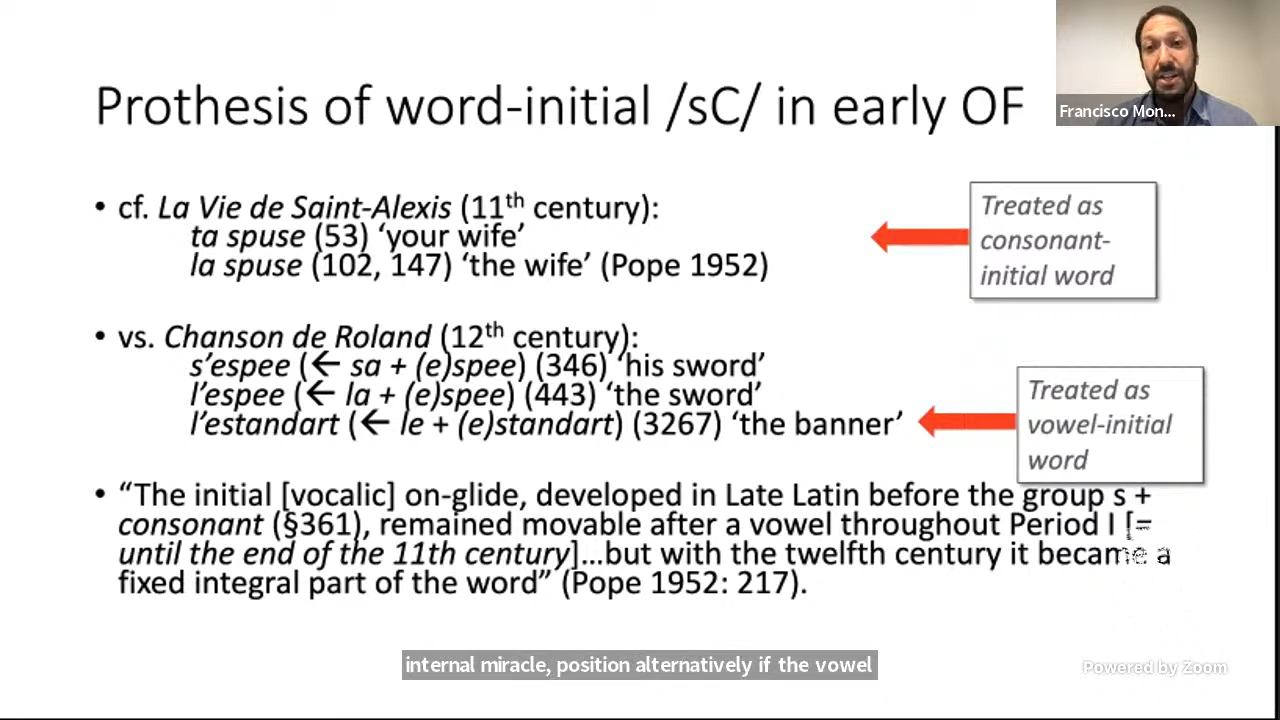 Prothesis of word-initial /sC/ in early OF
Francisco Mon...
• cf. La Vie de Saint-Alexis (11th century):
ta spuse (53) ‘your wife’
la spuse (102, 147) ‘the wife’ (Pope 1952)
Treated as
consonant-
initial word
• vs. Chanson de Roland (12th century):
s’espee (← sa + (e)spee) (346) ‘his sword’
l’espee (← la + (e)spee) (443) ‘the sword’
l’estandart (← le + (e)standart) (3267) ‘the banner’
Treated as
vowel-initial
word
• “The initial [vocalic] on-glide, developed in Late Latin before the group s +
consonant (§361), remained movable after a vowel throughout Period I [=
until the end of the 11th century]…but with the twelfth century it became a
fixed integral part of the word” (Pope 1952: 217).
internal miracle, position alternatively if the vowel
Powered by Zoom